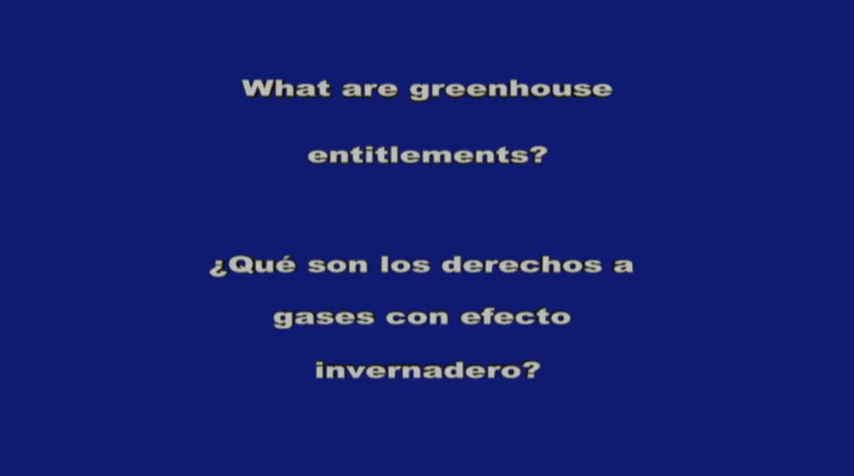 What are greenhouse
entitlements?
¿Qué son los derechos a
gases con efecto
invernadero?